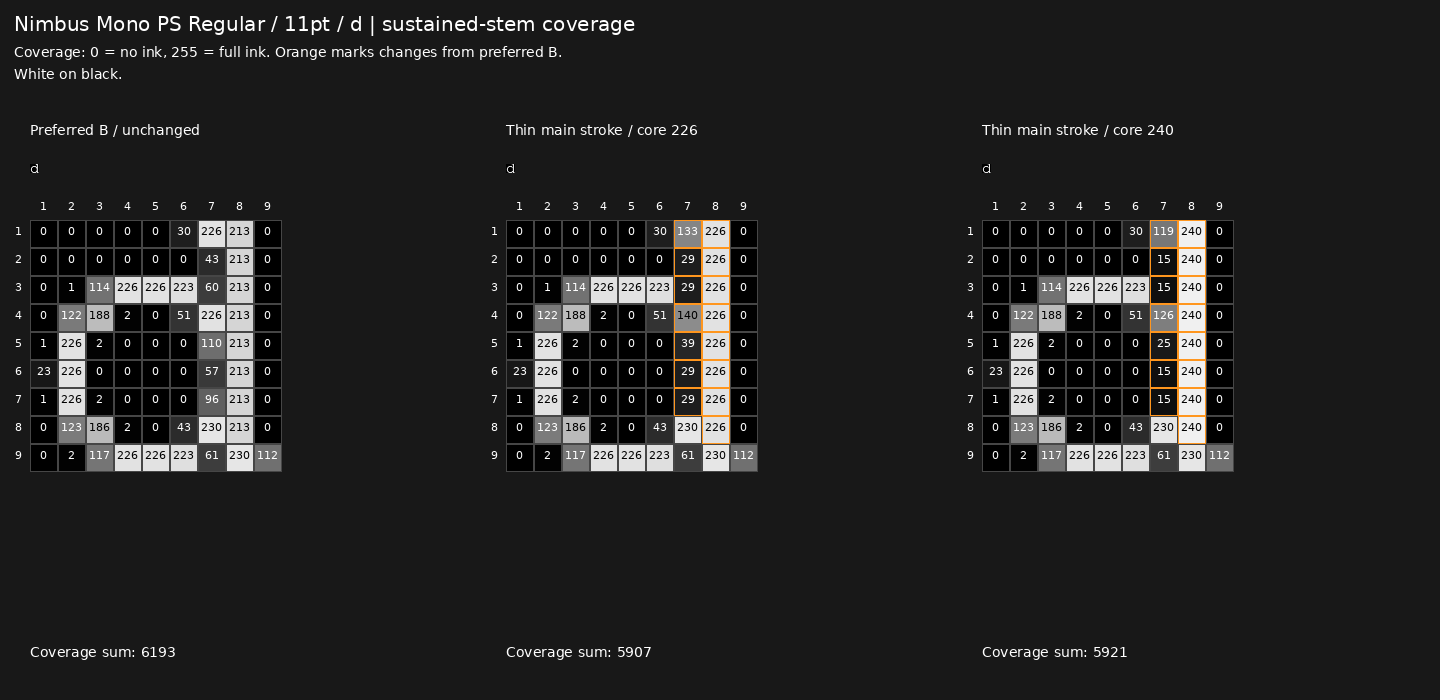 Nimbus Mono PS Regular / 11pt / d | sustained-stem coverage
Coverage: 0 = no ink, 255 = full ink. Orange marks changes from preferred B.
White on black.
Preferred B / unchanged
d
1 2 3 4 5 6 7 8 9
1 0 0 0 0 0 30 226 213 0
2 0 0 0 0 0 0 43 213 0
3 0 1 114 226 226 223 60 213 0
4 0 122 188 2 0 51 226 213 0
5 1 226 2 0 0 0 110 213 0
6 23 226 0 0 0 0 57 213 0
7 1 226 2 0 0 0 96 213 0
8 0 123 186 2 0 43 230 213 0
9 0 2 117 226 226 223 61 230 112
Coverage sum: 6193
Thin main stroke / core 226
d
1 2 3 4 5 6 7 8 9
1 0 0 0 0 0 30 133 226 0
2 0 0 0 0 0 0 29 226 0
3 0 1 114 226 226 223 29 226 0
4 0 122 188 2 0 51 140 226 0
5 1 226 2 0 0 0 39 226 0
6 23 226 0 0 0 0 29 226 0
7 1 226 2 0 0 0 29 226 0
8 0 123 186 2 0 43 230 226 0
9 0 2 117 226 226 223 61 230 112
Coverage sum: 5907
Thin main stroke / core 240
d
1 2 3 4 5 6 7 8 9
1 0 0 0 0 0 30 119 240 0
2 0 0 0 0 0 0 15 240 0
3 0 1 114 226 226 223 15 240 0
4 0 122 188 2 0 51 126 240 0
5 1 226 2 0 0 0 25 240 0
6 23 226 0 0 0 0 15 240 0
7 1 226 2 0 0 0 15 240 0
8 0 123 186 2 0 43 230 240 0
9 0 2 117 226 226 223 61 230 112
Coverage sum: 5921